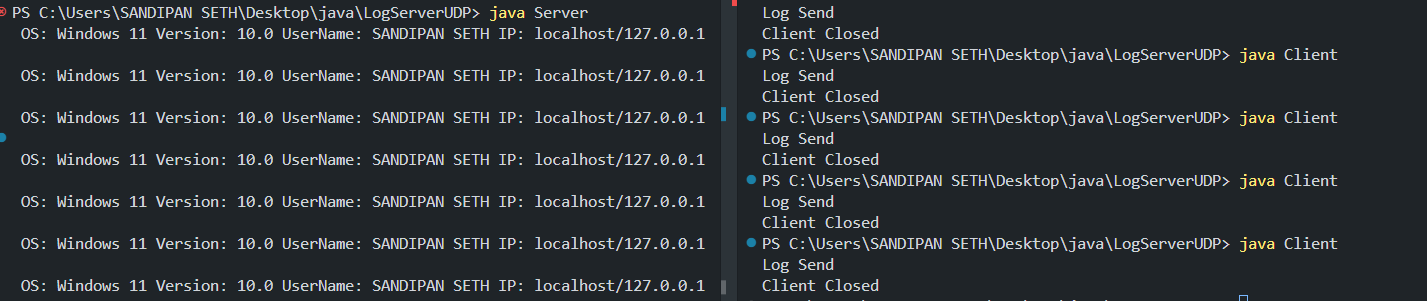 PS C:\Users\SANDIPAN SETH\Desktop\java\LogServerUDP> java Server
OS: Windows 11 Version: 10.0 UserName: SANDIPAN SETH IP: localhost/127.0.0.1
OS: Windows 11 Version: 10.0 UserName: SANDIPAN SETH IP: localhost/127.0.0.1
OS: Windows 11 Version: 10.0 UserName: SANDIPAN SETH IP: localhost/127.0.0.1
OS: Windows 11 Version: 10.0 UserName: SANDIPAN SETH IP: localhost/127.0.0.1
OS: Windows 11 Version: 10.0 UserName: SANDIPAN SETH IP: localhost/127.0.0.1
OS: Windows 11 Version: 10.0 UserName: SANDIPAN SETH IP: localhost/127.0.0.1
OS: Windows 11 Version: 10.0 UserName: SANDIPAN SETH IP: localhost/127.0.0.1
Log Send
Client Closed
PS C:\Users\SANDIPAN SETH\Desktop\java\LogServerUDP> java Client
Log Send
Client Closed
PS C:\Users\SANDIPAN SETH\Desktop\java\LogServerUDP> java Client
Log Send
Client Closed
PS C:\Users\SANDIPAN SETH\Desktop\java\LogServerUDP> java Client
Log Send
Client Closed
PS C:\Users\SANDIPAN SETH\Desktop\java\LogServerUDP> java Client
Log Send
Client Closed